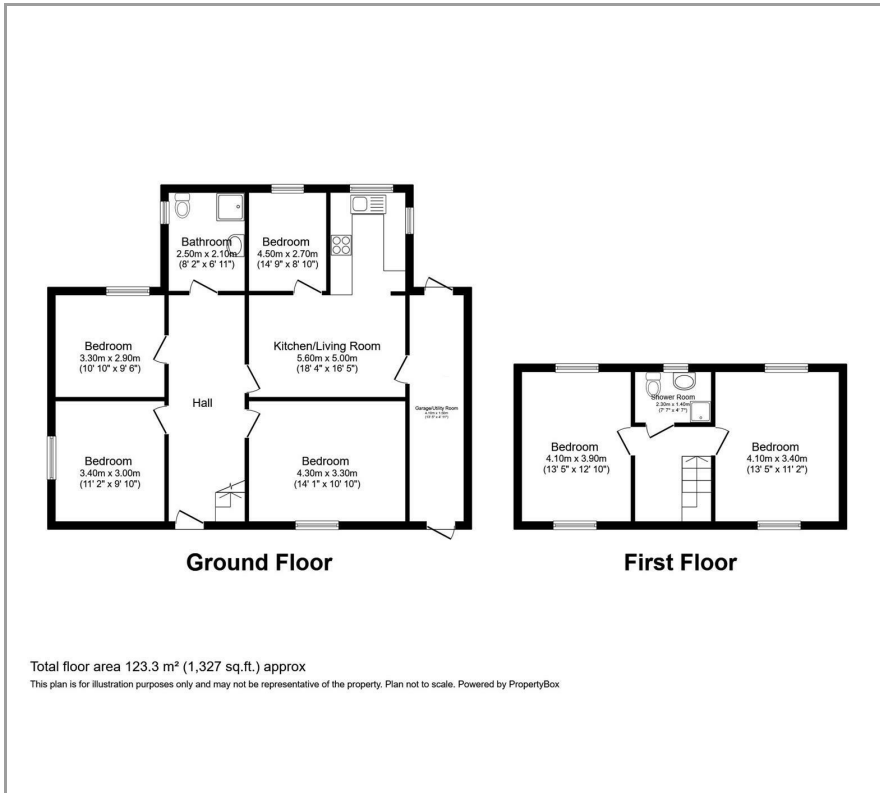 Bathroom
2.50m x 2.10m
(8' 2" x 6' 11")
Bedroom
4.50m x 2.70m
(14' 9" x 8' 10")
Bedroom
3.30m x 2.90m
(10' 10" x 9' 6")
Hall
Kitchen/Living Room
5.60m x 5.00m
(18' 4" x 16' 5")
Garage/Utility Room
Bedroom
3.40m x 3.00m
(11' 2" x 9' 10")
Bedroom
4.30m x 3.30m
(14' 1" x 10' 10")
Ground Floor
Shower Room
2.30m x 1.40m
(7' 7" x 4' 7")
Bedroom
4.10m x 3.90m
(13' 5" x 12' 10")
Bedroom
4.10m x 3.40m
(13' 5" x 11' 2")
First Floor
Total floor area 123.3 m² (1,327 sq.ft.) approx
This plan is for illustration purposes only and may not be representative of the property. Plan not to scale. Powered by PropertyBox